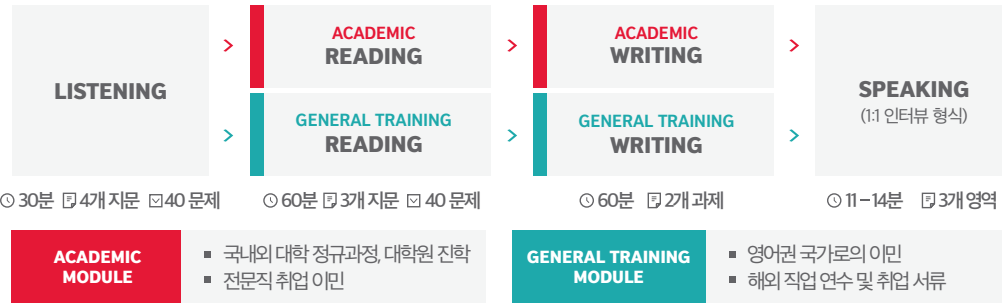 LISTENING
ACADEMIC
READING
GENERAL TRAINING
READING
ACADEMIC
WRITING
GENERAL TRAINING
WRITING
SPEAKING
(1:1 인터뷰 형식)
30분 4개 지문 40 문제
60분 3개 지문 40 문제
60분 2개 과제
11-14분 3개 영역
ACADEMIC
MODULE
■ 국내외 대학 정규과정, 대학원 진학
■ 전문직 취업 이민
GENERAL TRAINING
MODULE
■ 영어권 국가로의 이민
■ 해외 직업 연수 및 취업 서류